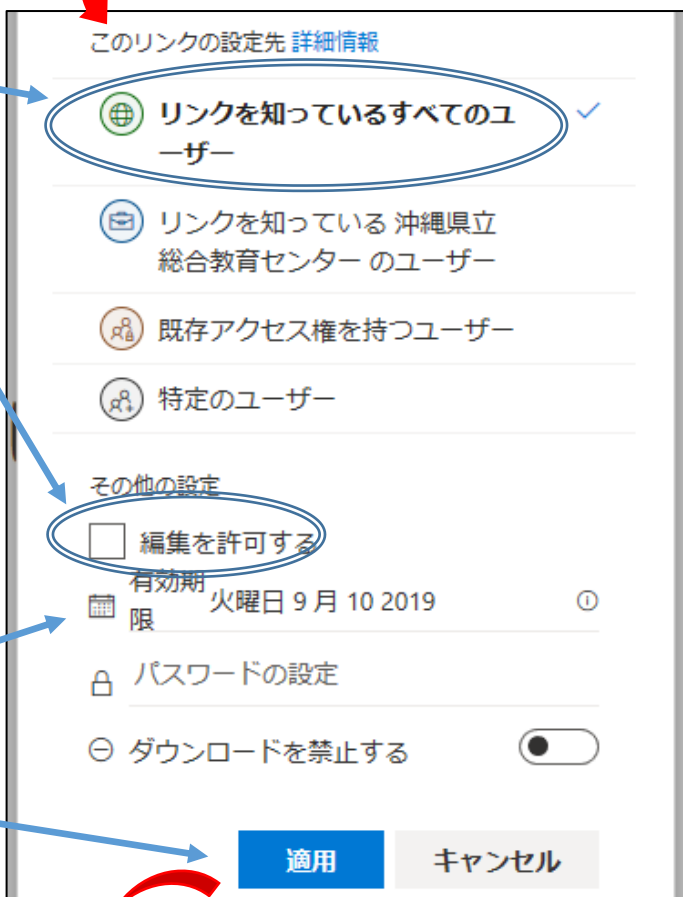 このリンクの設定先 詳細情報
リンクを知っているすべてのユ
ーザー
リンクを知っている 沖縄県立
総合教育センター のユーザー
既存アクセス権を持つユーザー
特定のユーザー
その他の設定
編集を許可する
有効期
限
火曜日 9 月 10 2019
パスワードの設定
ダウンロードを禁止する
適用 キャンセル